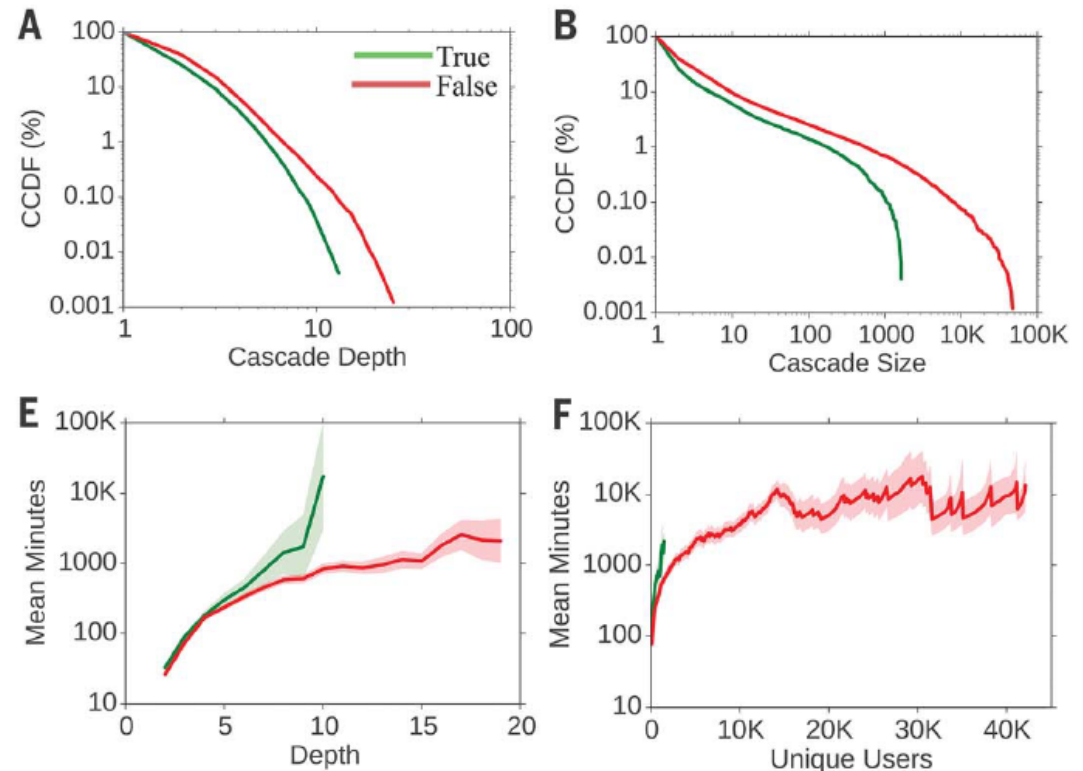 A
100
10
1
0.10
0.01
0.001
CCDF (%)
True
False
1 10 100
Cascade Depth
B
100
10
1
0.10
0.01
0.001
CCDF (%)
1 10 100 1000 10K 100K
Cascade Size
E
100K
10K
1000
100
10
Mean Minutes
0 5 10 15 20
Depth
F
100K
10K
1000
100
10
Mean Minutes
0 10K 20K 30K 40K
Unique Users